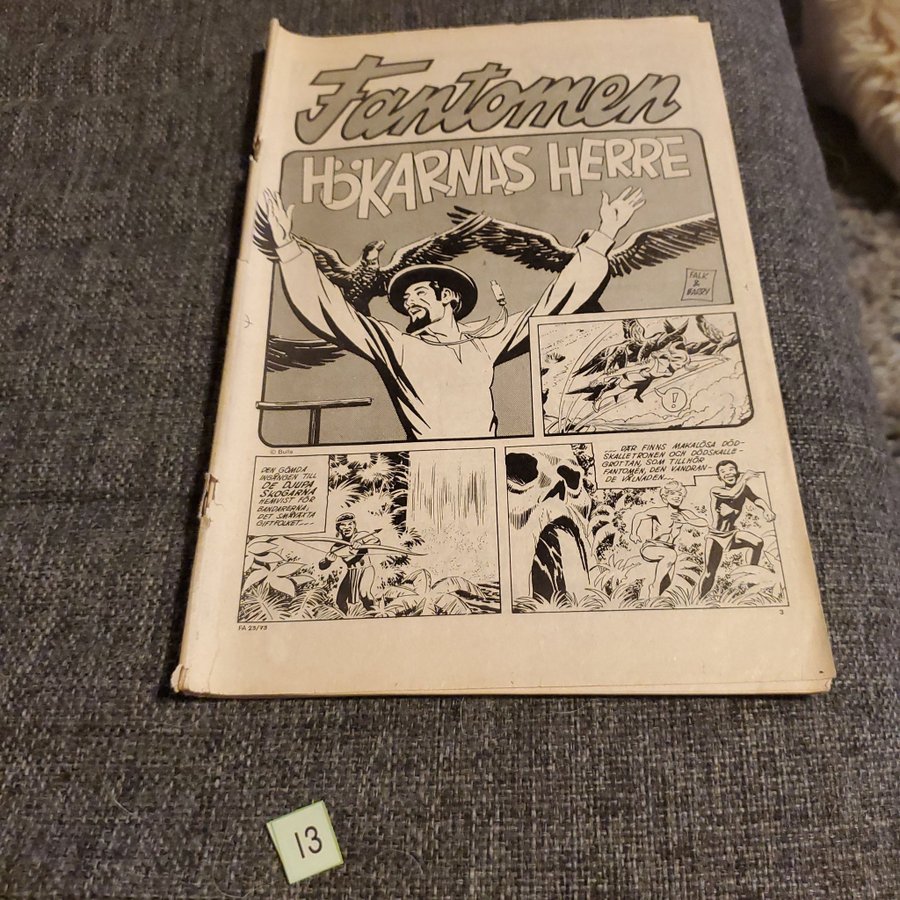 Fantomen
HÖKARNAS HERRE
FALK
&
BARRY
!
© Bulls
DEN GÖMDA
INGÅNGEN TILL
DE DJUPA
SKOGARNA
HEMVIST FÖR
BANDARERNA,
DET SMÅVÄXTA
GIFTFOLKET...
... DÄR FINNS MAKALÖSA DÖD-
SKALLETRONEN OCH DÖDSKALLE-
GROTTAN, SOM TILLHÖR
FANTOMEN, DEN VANDRAN-
DE VÅLNADEN...
FA 23/73
3
13